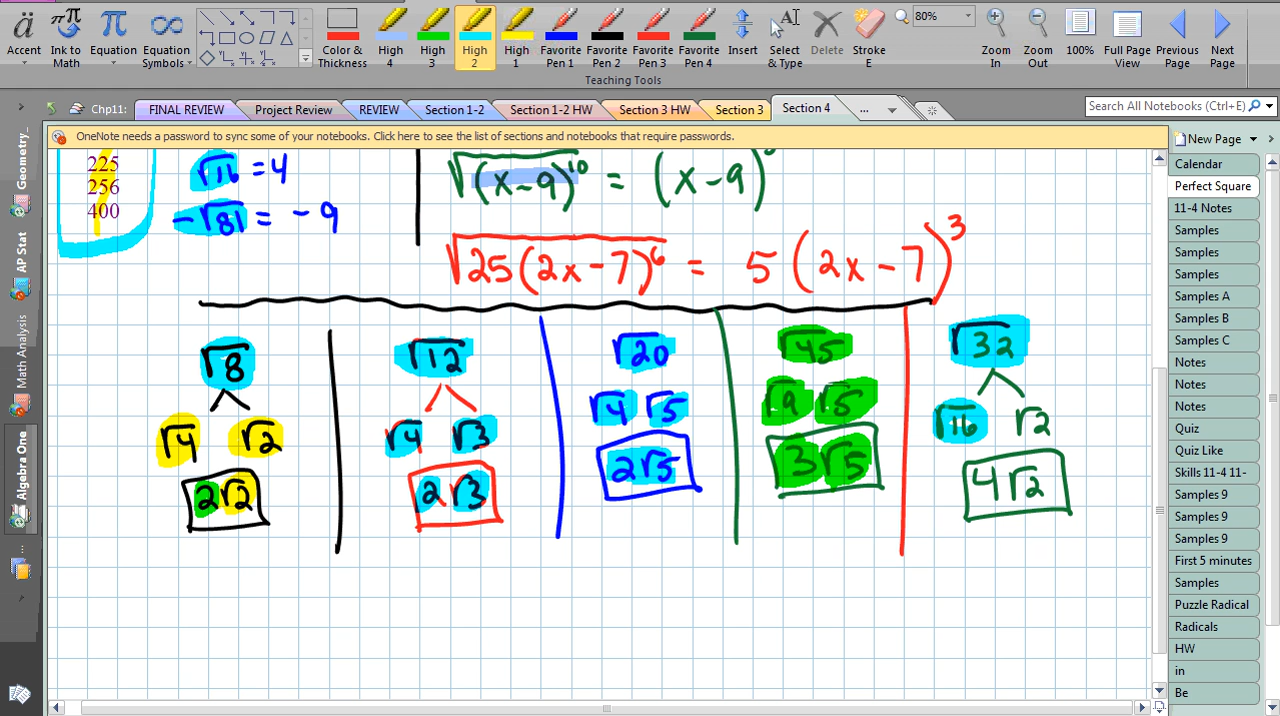 Accent Ink to Math Equation Equation Symbols Color & Thickness High 4 High 3 High 2 High 1 Favorite Pen 1 Favorite Pen 2 Favorite Pen 3 Favorite Pen 4 Insert Select & Type Delete Stroke E 80% Zoom In Zoom Out 100% Full Page View Previous Page Next Page
Teaching Tools
Chp11: FINAL REVIEW Project Review REVIEW Section 1-2 Section 1-2 HW Section 3 HW Section 3 Section 4 ... Search All Notebooks (Ctrl+E)
OneNote needs a password to sync some of your notebooks. Click here to see the list of sections and notebooks that require passwords.
Geometry
AP Stat
Math Analysis
Algebra One
225
256
400
√16 = 4
-√81 = -9
√(x-9)^10 = (x-9)
√25(2x-7)^6 = 5(2x-7)^3
√8
√4 √2
2√2
√12
√4 √3
2√3
√20
√4 √5
2√5
√45
√9 √5
3√5
√32
√16 √2
4√2
New Page
Calendar
Perfect Square
11-4 Notes
Samples
Samples
Samples
Samples A
Samples B
Samples C
Notes
Notes
Notes
Quiz
Quiz Like
Skills 11-4 11-
Samples 9
Samples 9
Samples 9
First 5 minutes
Samples
Puzzle Radical
Radicals
HW
in
Be